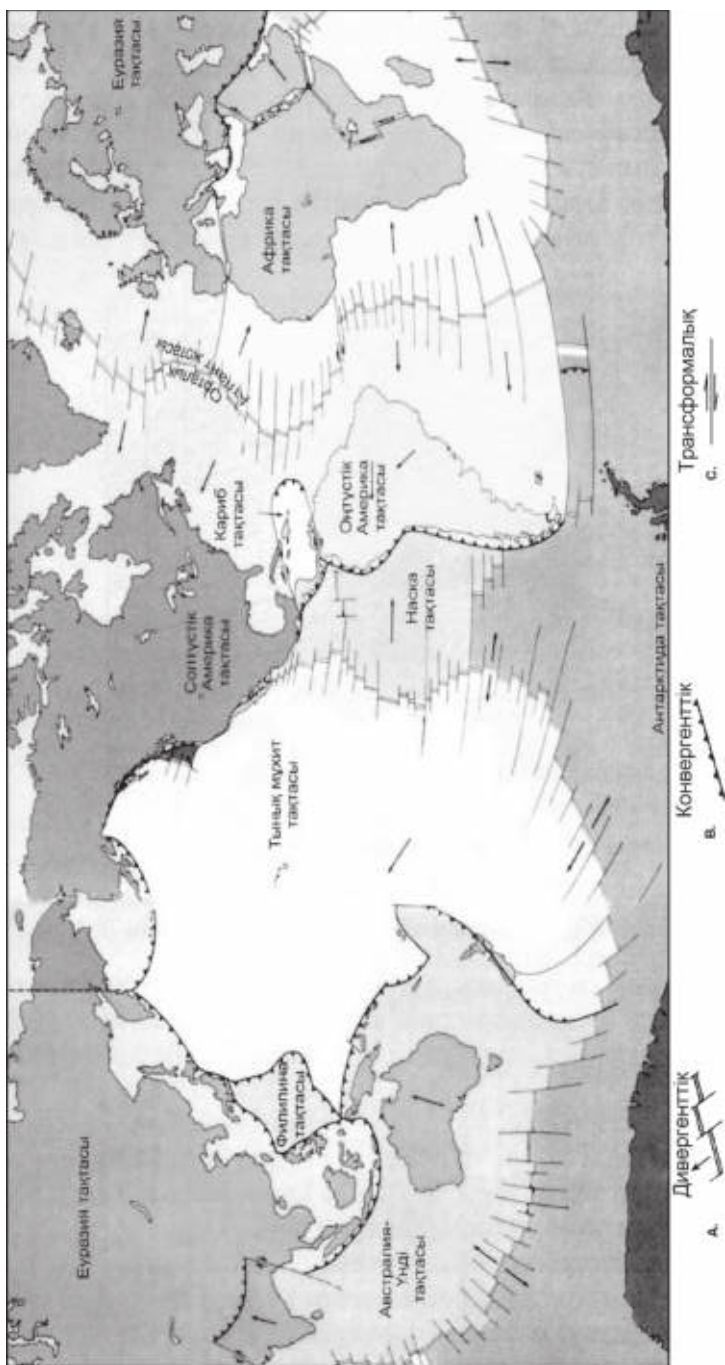 Еуразия тақтасы
Филипина
тақтасы
Австралия-
Үнді
тақтасы
Тынық мұхит
тақтасы
Солтүстік
Америка
тақтасы
Кариб
тақтасы
Наска
тақтасы
Оңтүстік
Америка
тақтасы
Орталық
Атлант жотасы
Африка
тақтасы
Еуразия
тақтасы
Антарктида тақтасы
А. Дивергенттік
В. Конвергенттік
С. Трансформалық